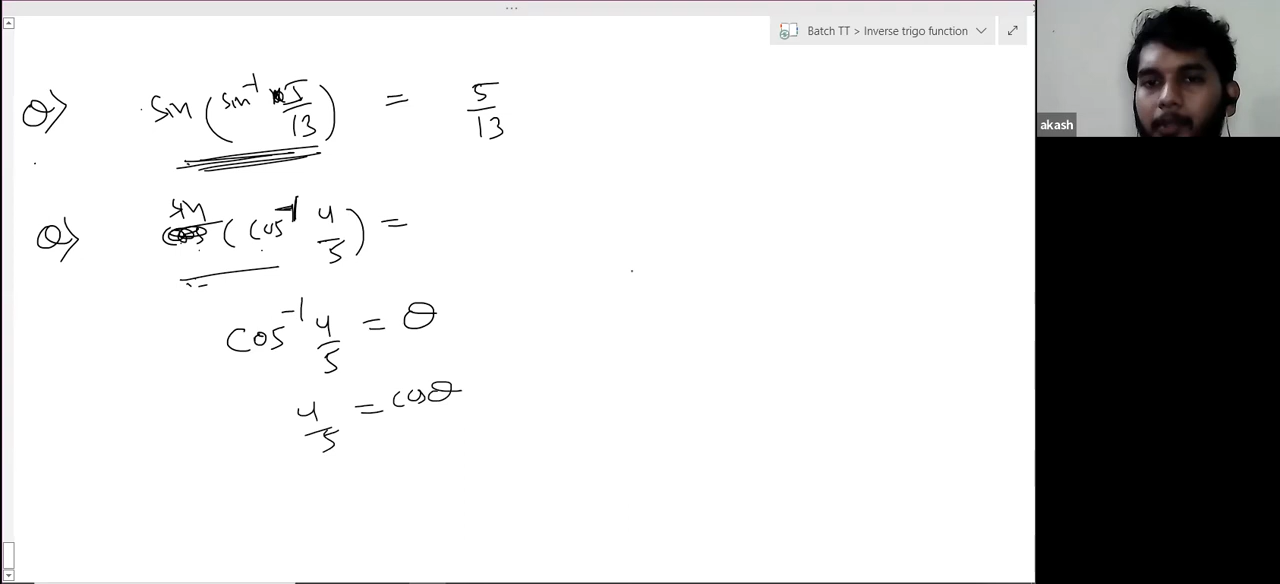 Batch TT > Inverse trigo function
akash
Q> sin (sin⁻¹ 5/13) = 5/13
Q> sin (cos⁻¹ 4/5) =
cos⁻¹ 4/5 = θ
4/5 = cosθ